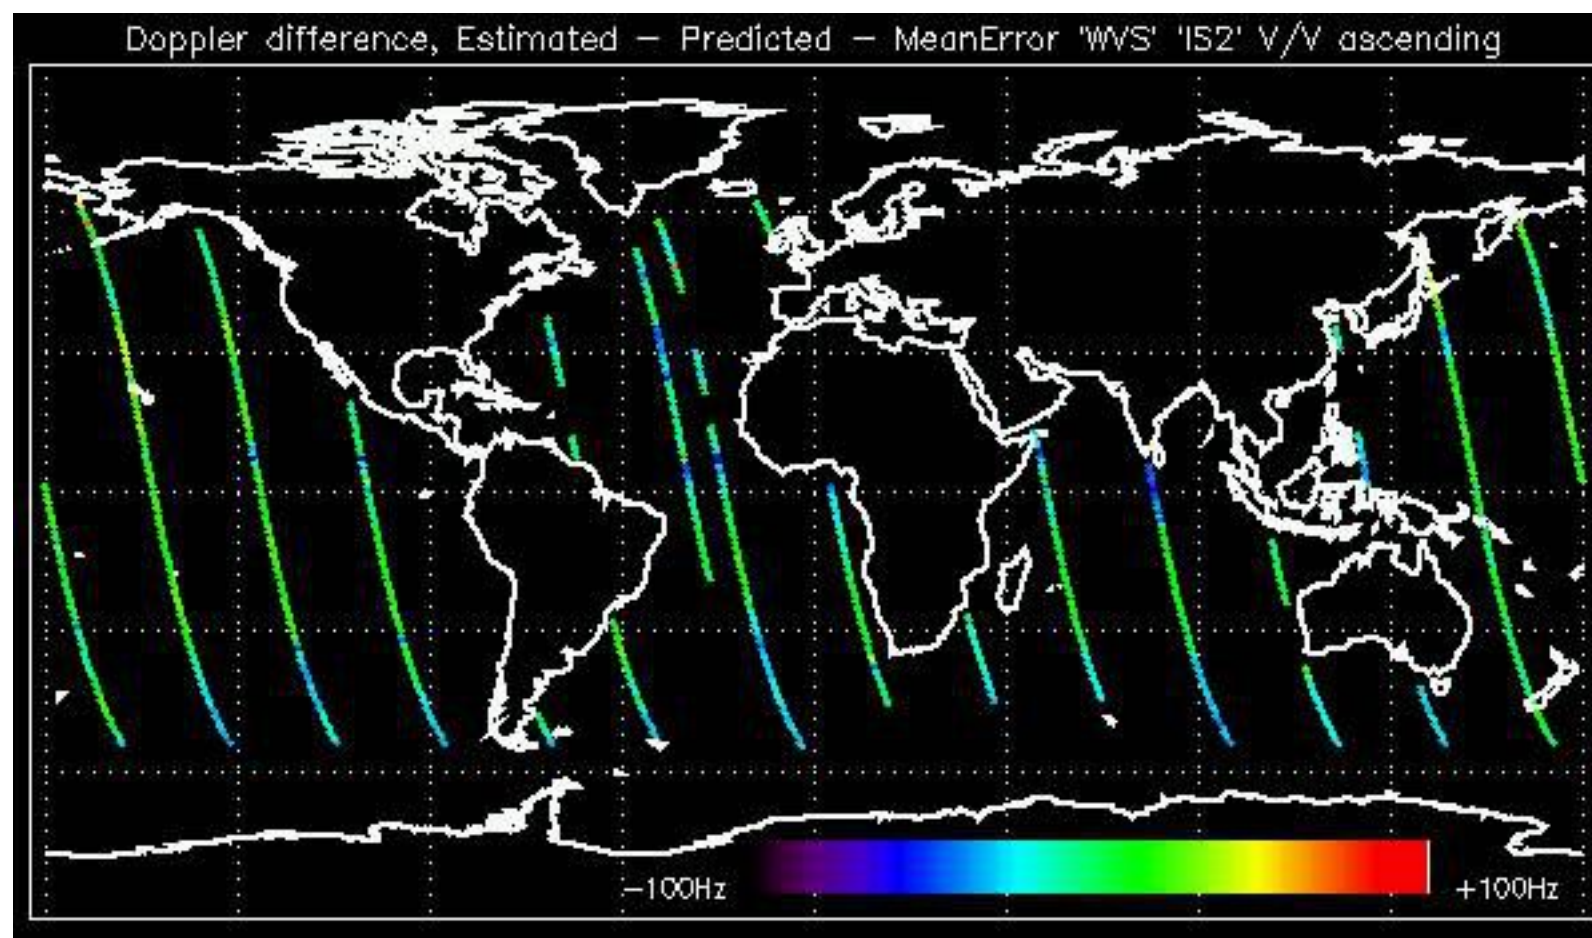 Doppler difference, Estimated – Predicted – MeanError 'WVS' 'IS2' V/V ascending
–100Hz
+100Hz